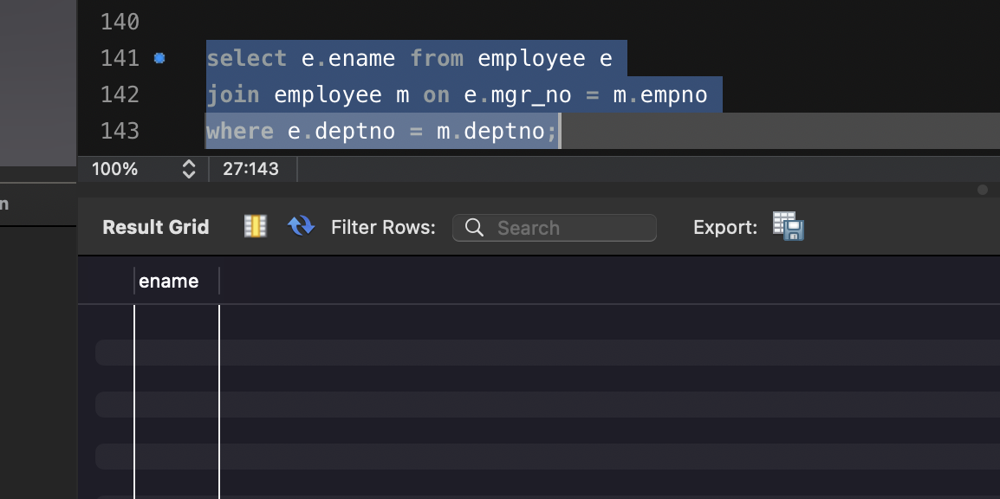 140
141 select e.ename from employee e
142 join employee m on e.mgr_no = m.empno
143 where e.deptno = m.deptno;
100% 27:143
n
Result Grid Filter Rows: Search Export:
ename